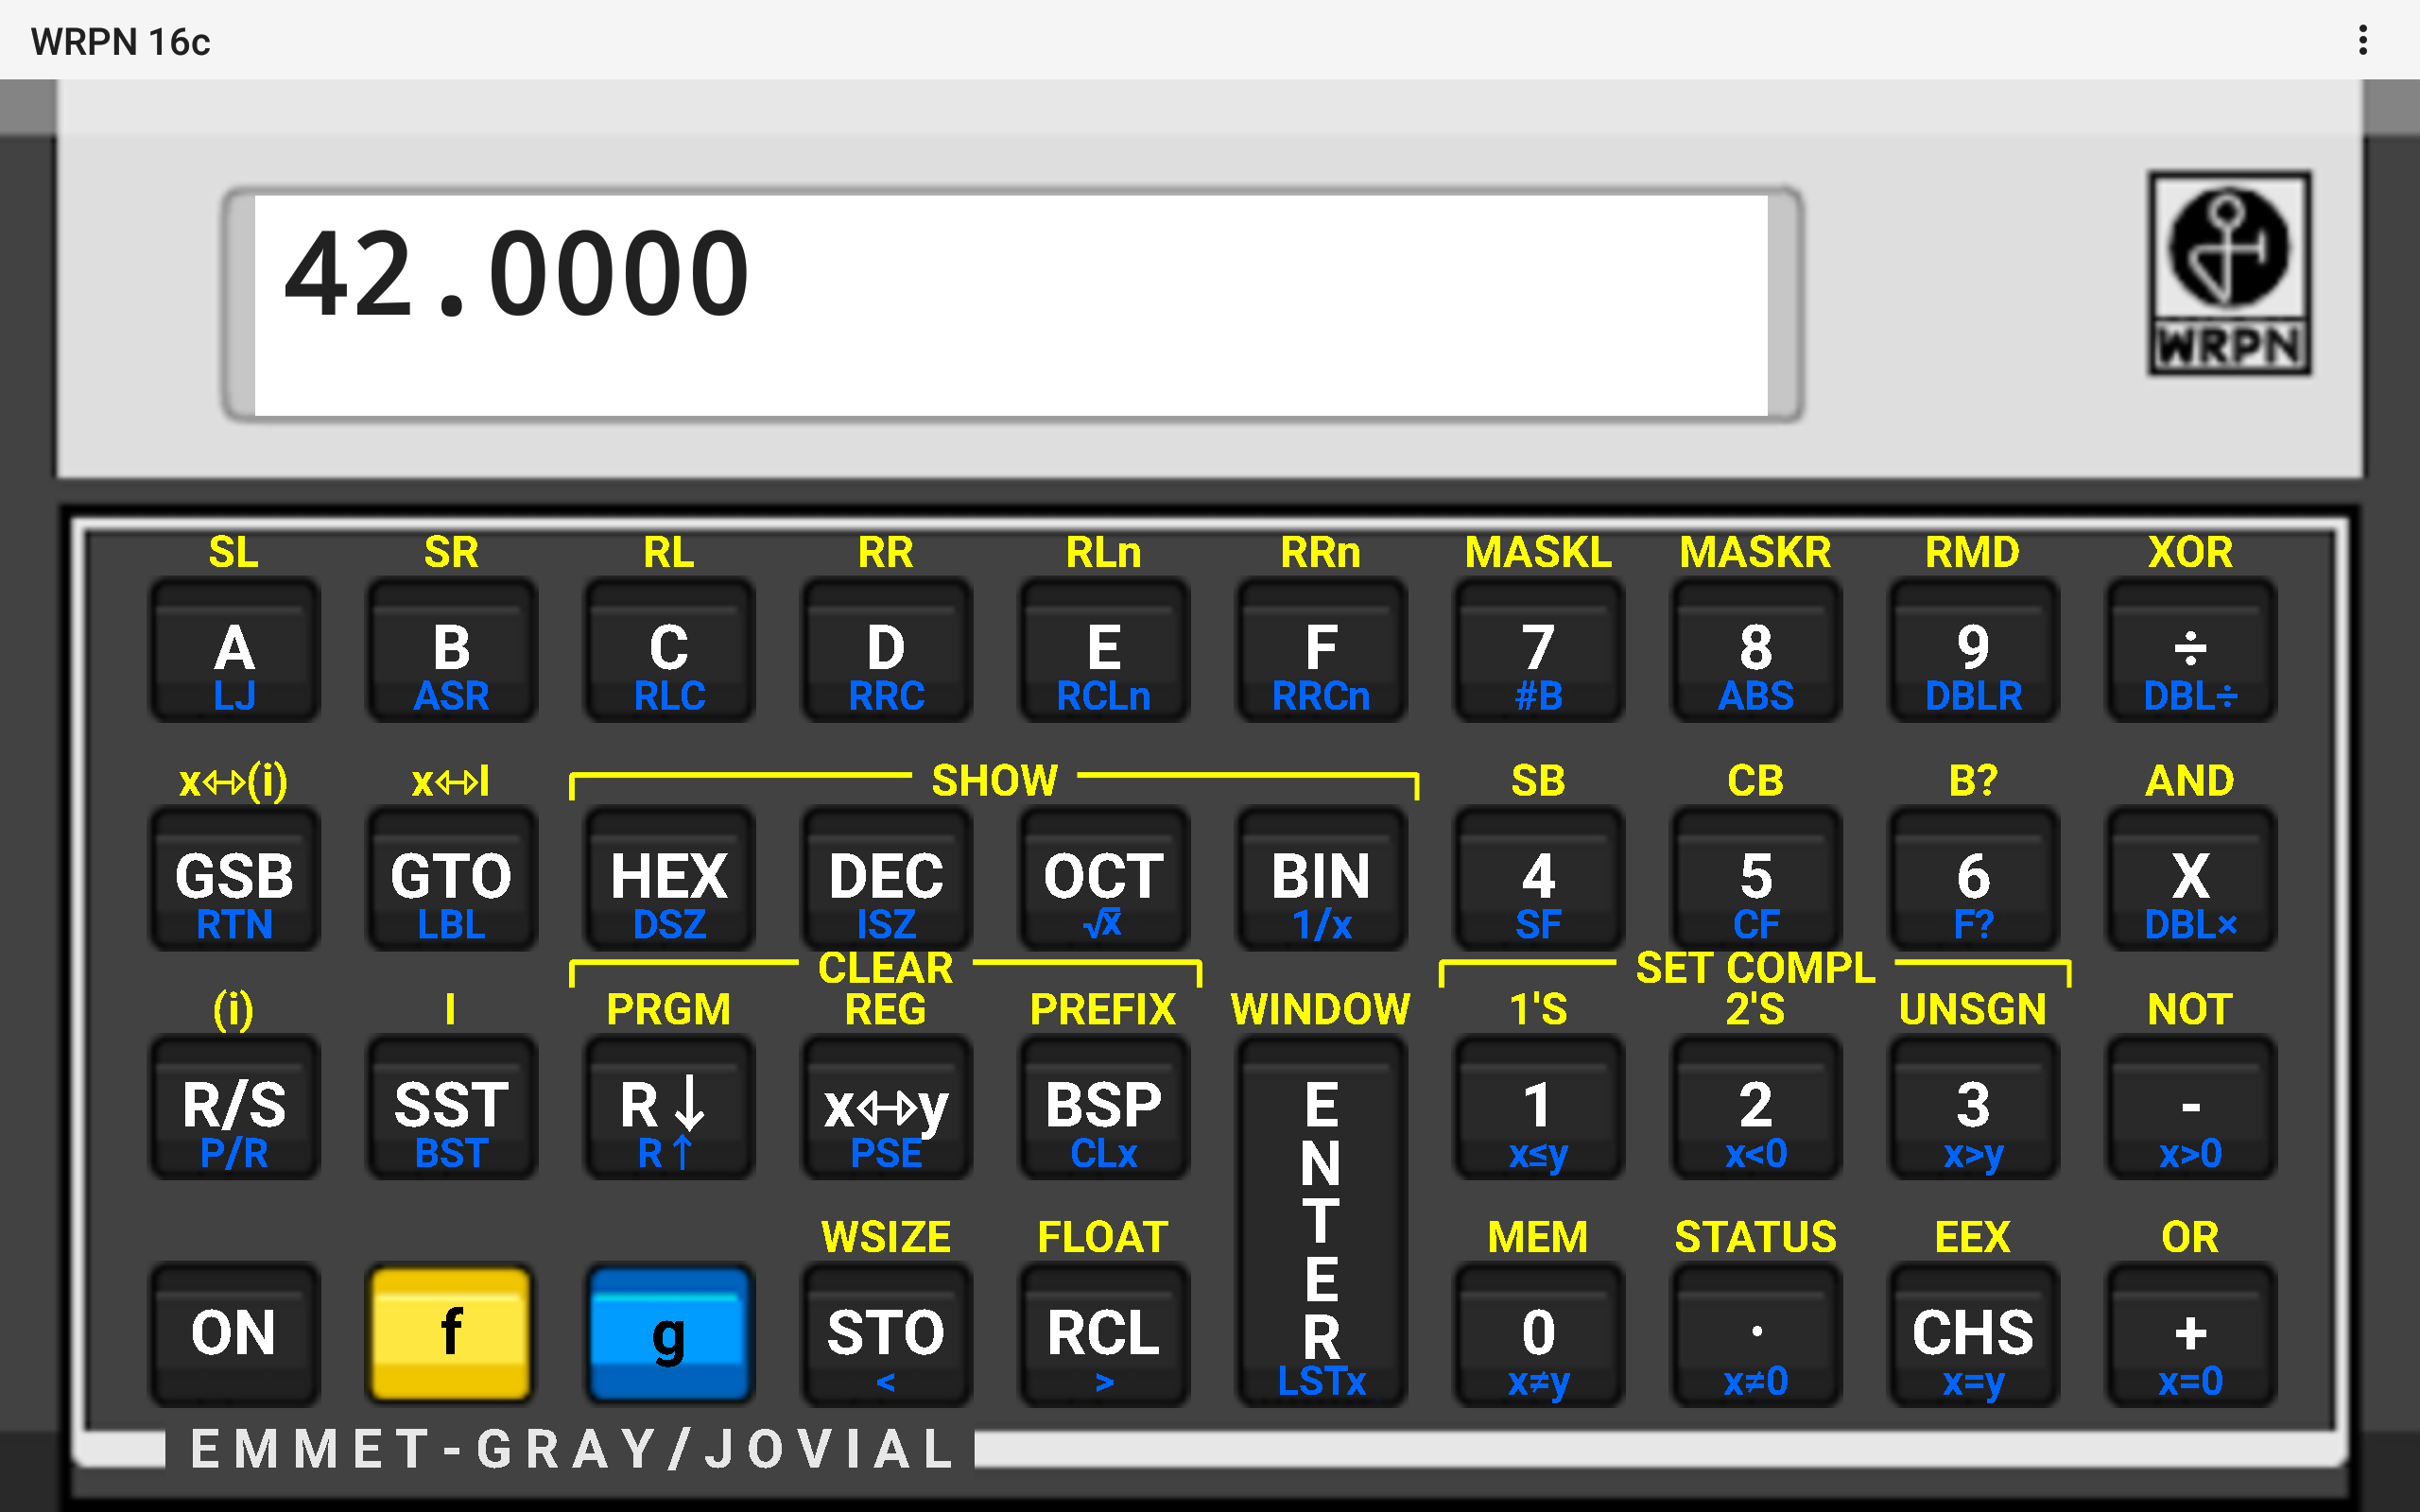 WRPN 16c
42.0000
WRPN
SL SR RL RR RLn RRn MASKL MASKR RMD XOR
A B C D E F 7 8 9 ÷
LJ ASR RLC RRC RCLn RRCn #B ABS DBLR DBL÷
x⬄(i) x⬄I SHOW SB CB B? AND
GSB GTO HEX DEC OCT BIN 4 5 6 X
RTN LBL DSZ ISZ √x̅ 1/x SF CF F? DBL×
CLEAR SET COMPL
(i) I PRGM REG PREFIX WINDOW 1'S 2'S UNSGN NOT
R/S SST R↓ x⬄y BSP ENTER 1 2 3 -
P/R BST R↑ PSE CLx x≤y x<0 x>y x>0
WSIZE FLOAT MEM STATUS EEX OR
ON f g STO RCL 0 · CHS +
< > LSTx x≠y x≠0 x=y x=0
EMMET-GRAY/JOVIAL